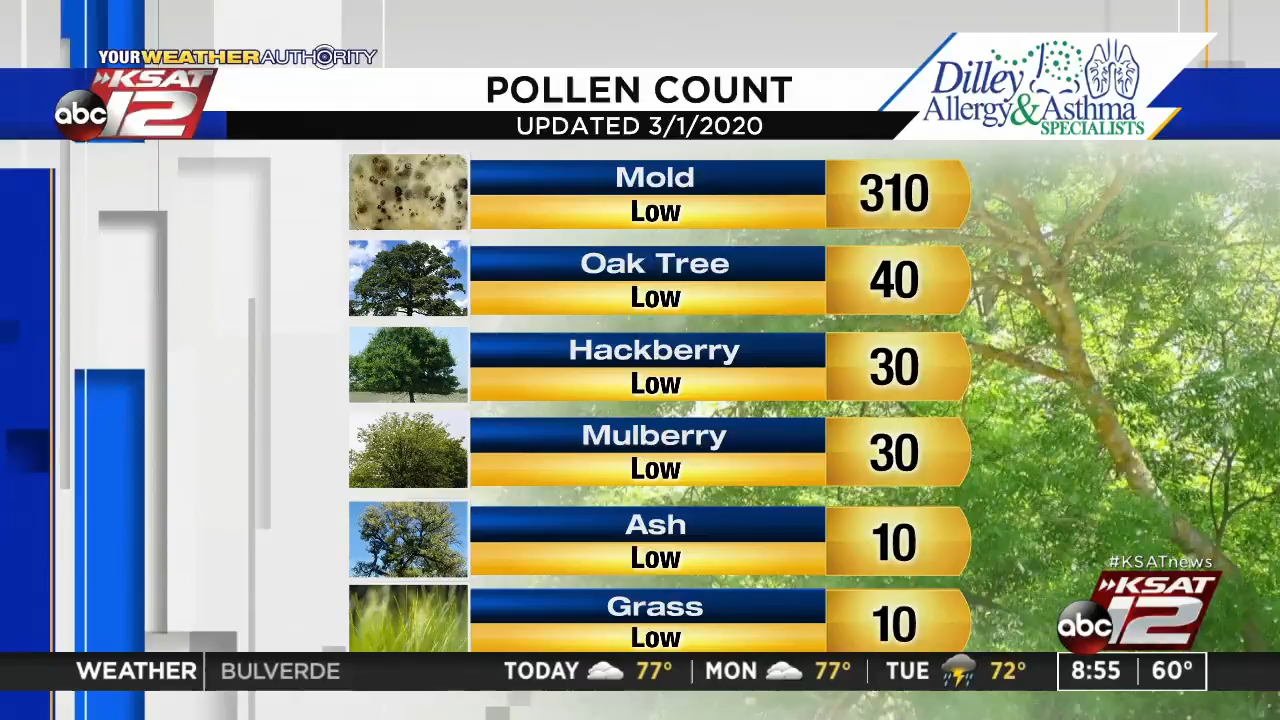 YOUR WEATHER AUTHORITY
KSAT
abc 12
POLLEN COUNT
UPDATED 3/1/2020
Dilley
Allergy&Asthma
SPECIALISTS
Mold
Low
310
Oak Tree
Low
40
Hackberry
Low
30
Mulberry
Low
30
Ash
Low
10
Grass
Low
10
#KSATnews
KSAT
abc 12
WEATHER BULVERDE TODAY 77° MON 77° TUE 72° 8:55 60°